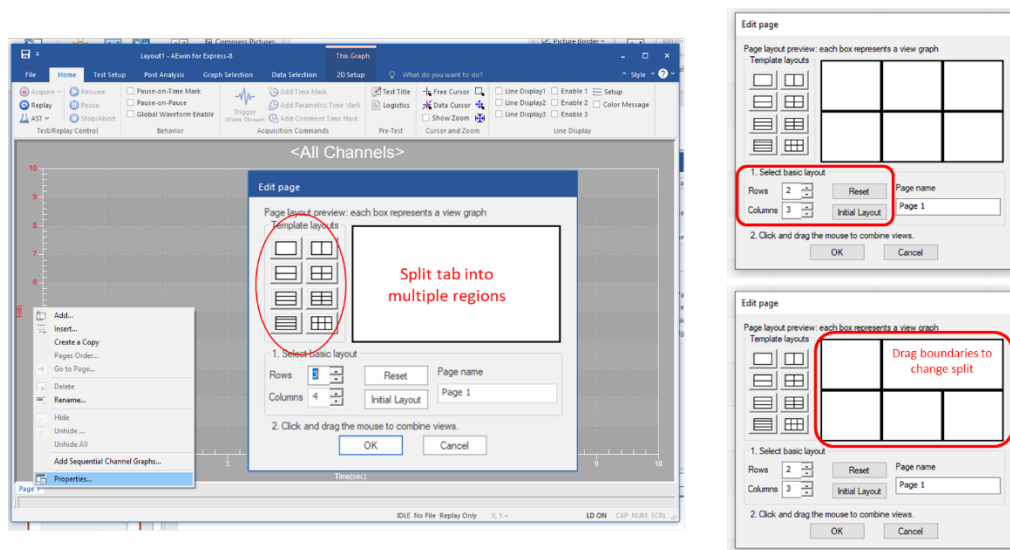 Compress Pictures
Picture Border
Layout1 - AEwin for Express-8
This Graph
File Home Test Setup Post Analysis Graph Selection Data Selection 2D Setup What do you want to do? Style
Acquire Resume Pause-on-Time Mark Add Time Mark Test Title Free Cursor Line Display1 Enable 1 Setup
Replay Pause Pause-on-Pause Add Parametric Time Mark Logistics Data Cursor Line Display2 Enable 2 Color Message
AST Stop/Abort Global Waveform Enable Trigger Wave Stream Add Comment Time Mark Show Zoom Line Display3 Enable 3
Test/Replay Control Behavior Acquisition Commands Pre-Test Cursor and Zoom Line Display
<All Channels>
10
9
8
7
6
Hits
3
9
10
Time(sec)
Add...
Insert...
Create a Copy
Pages Order...
Go to Page...
Delete
Rename...
Hide
Unhide ...
Unhide All
Add Sequential Channel Graphs...
Properties...
Page
IDLE No File Replay Only X, Y = LD ON CAP NUM SCRL
Edit page
Page layout preview: each box represents a view graph
Template layouts
Split tab into
multiple regions
1. Select basic layout
Rows 3 Reset Page name
Columns 4 Initial Layout Page 1
2. Click and drag the mouse to combine views.
OK Cancel
Edit page
Page layout preview: each box represents a view graph
Template layouts
1. Select basic layout
Rows 2 Reset Page name
Columns 3 Initial Layout Page 1
2. Click and drag the mouse to combine views.
OK Cancel
Edit page
Page layout preview: each box represents a view graph
Template layouts
Drag boundaries to
change split
1. Select basic layout
Rows 2 Reset Page name
Columns 3 Initial Layout Page 1
2. Click and drag the mouse to combine views.
OK Cancel